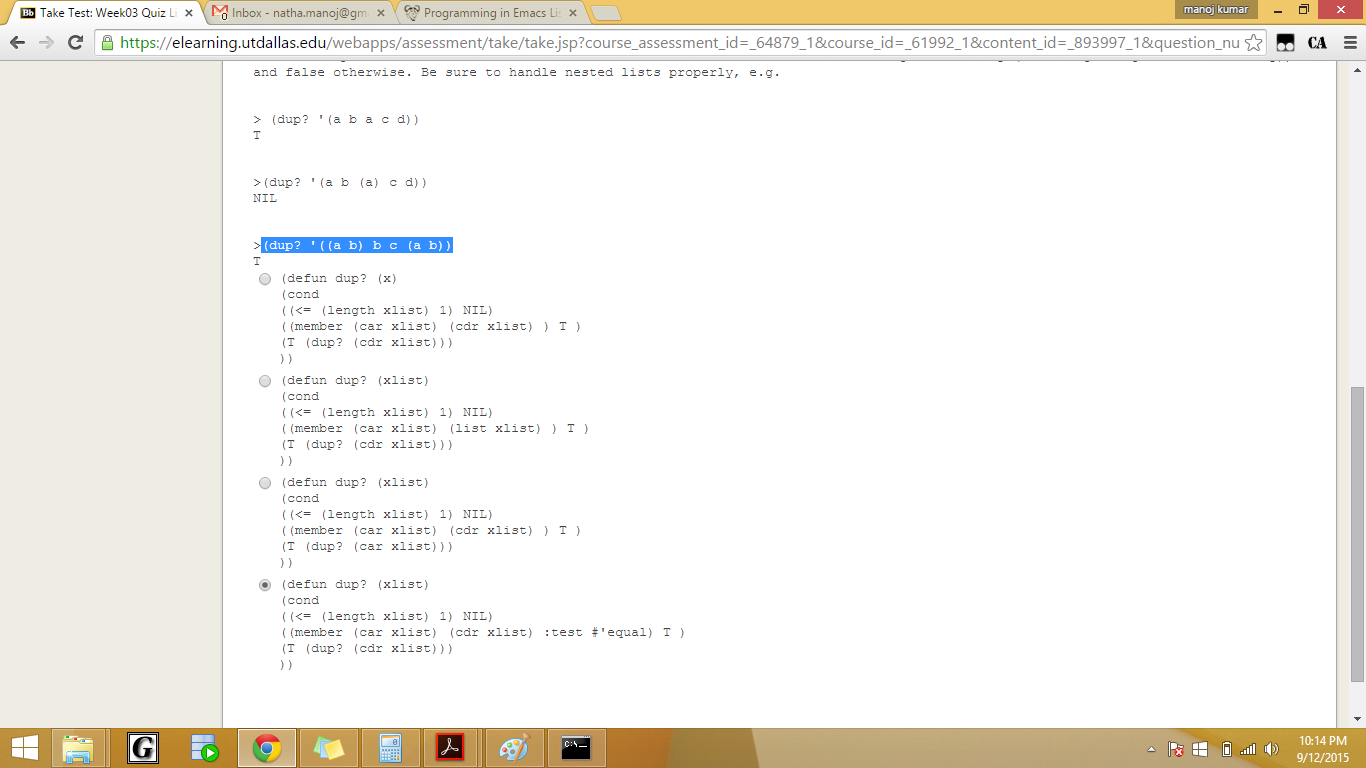 Take Test: Week03 Quiz Li
Inbox - natha.manoj@gm
Programming in Emacs Lis
manoj kumar
https://elearning.utdallas.edu/webapps/assessment/take/take.jsp?course_assessment_id=_64879_1&course_id=_61992_1&content_id=_893997_1&question_nu
CA
and false otherwise. Be sure to handle nested lists properly, e.g.
> (dup? '(a b a c d))
T
>(dup? '(a b (a) c d))
NIL
>(dup? '((a b) b c (a b))
T
(defun dup? (x)
(cond
((<= (length xlist) 1) NIL)
((member (car xlist) (cdr xlist) ) T )
(T (dup? (cdr xlist)))
))
(defun dup? (xlist)
(cond
((<= (length xlist) 1) NIL)
((member (car xlist) (list xlist) ) T )
(T (dup? (cdr xlist)))
))
(defun dup? (xlist)
(cond
((<= (length xlist) 1) NIL)
((member (car xlist) (cdr xlist) ) T )
(T (dup? (car xlist)))
))
(defun dup? (xlist)
(cond
((<= (length xlist) 1) NIL)
((member (car xlist) (cdr xlist) :test #'equal) T )
(T (dup? (cdr xlist)))
))
G
10:14 PM
9/12/2015